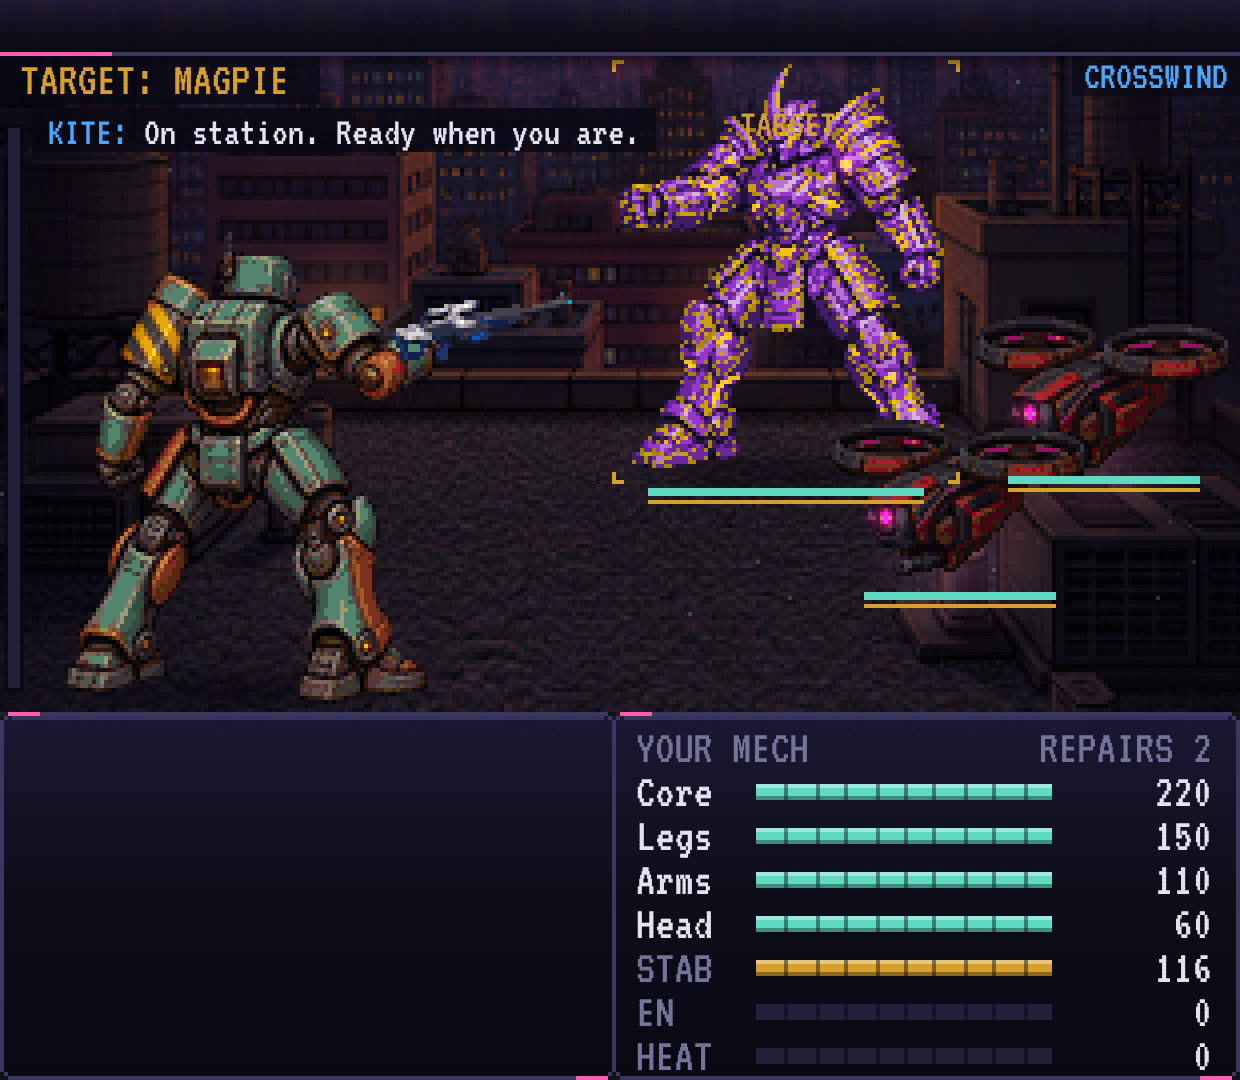 TARGET: MAGPIE
CROSSWIND
KITE: On station. Ready when you are.
TARGET
YOUR MECH REPAIRS 2
Core 220
Legs 150
Arms 110
Head 60
STAB 116
EN 0
HEAT 0